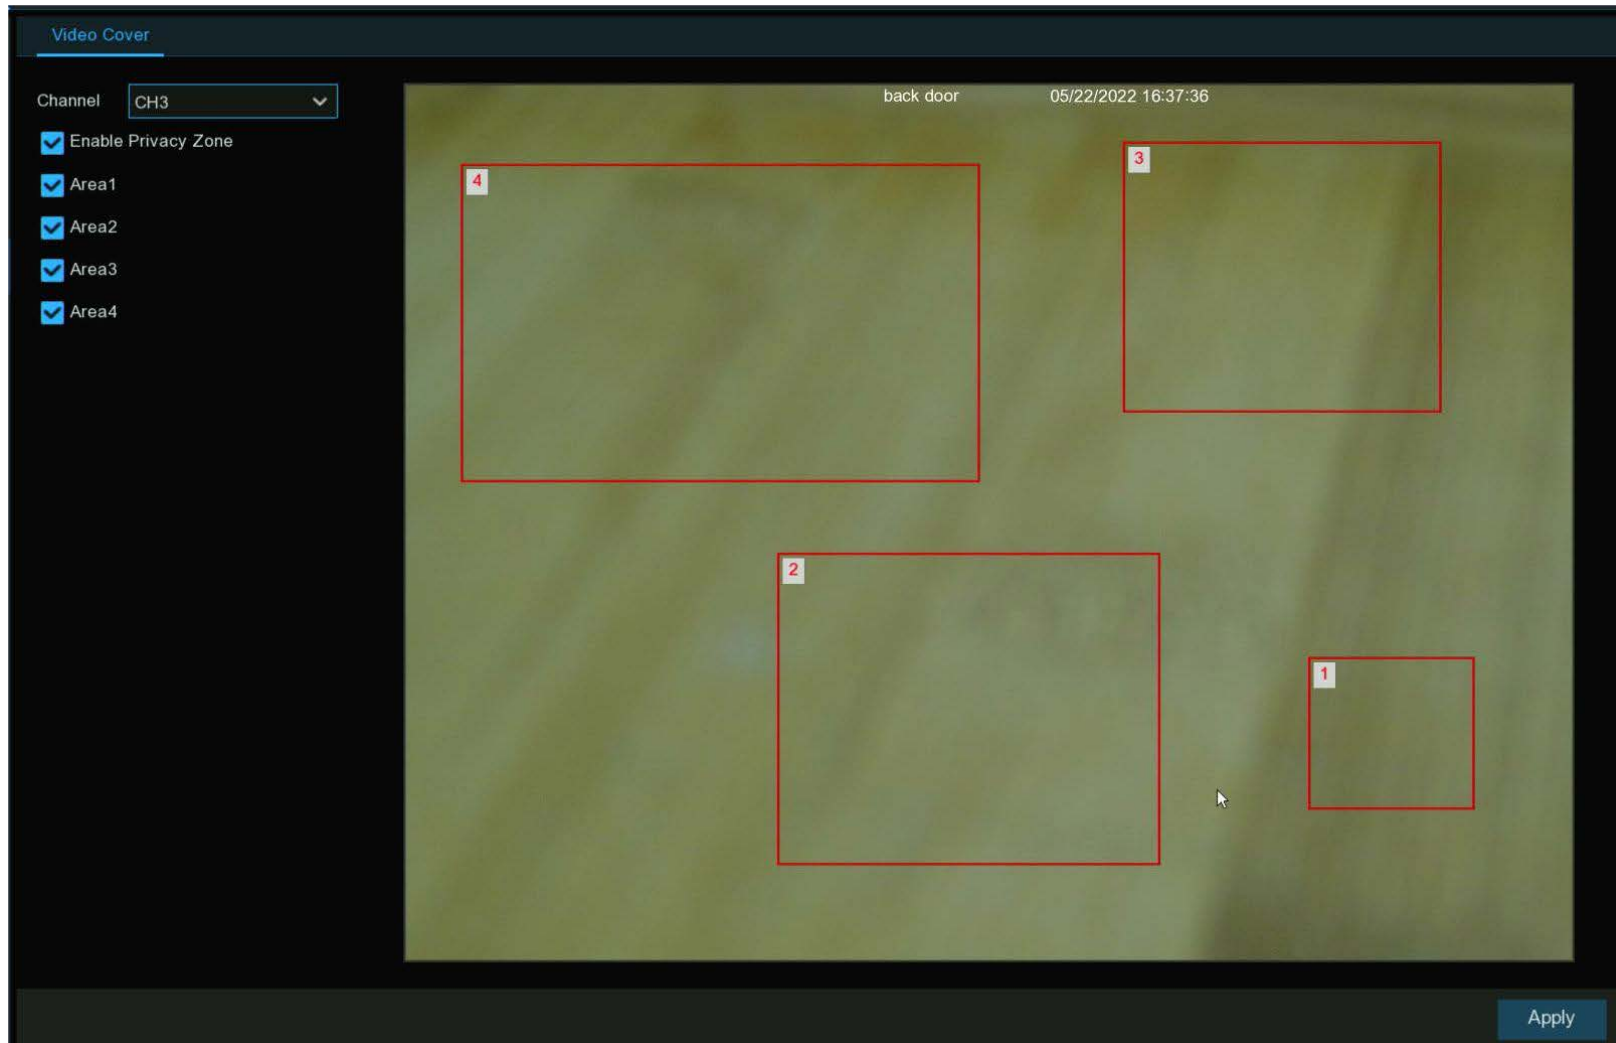 Video Cover
Channel CH3
Enable Privacy Zone
Area1
Area2
Area3
Area4
back door 05/22/2022 16:37:36
3
4
2
1
Apply